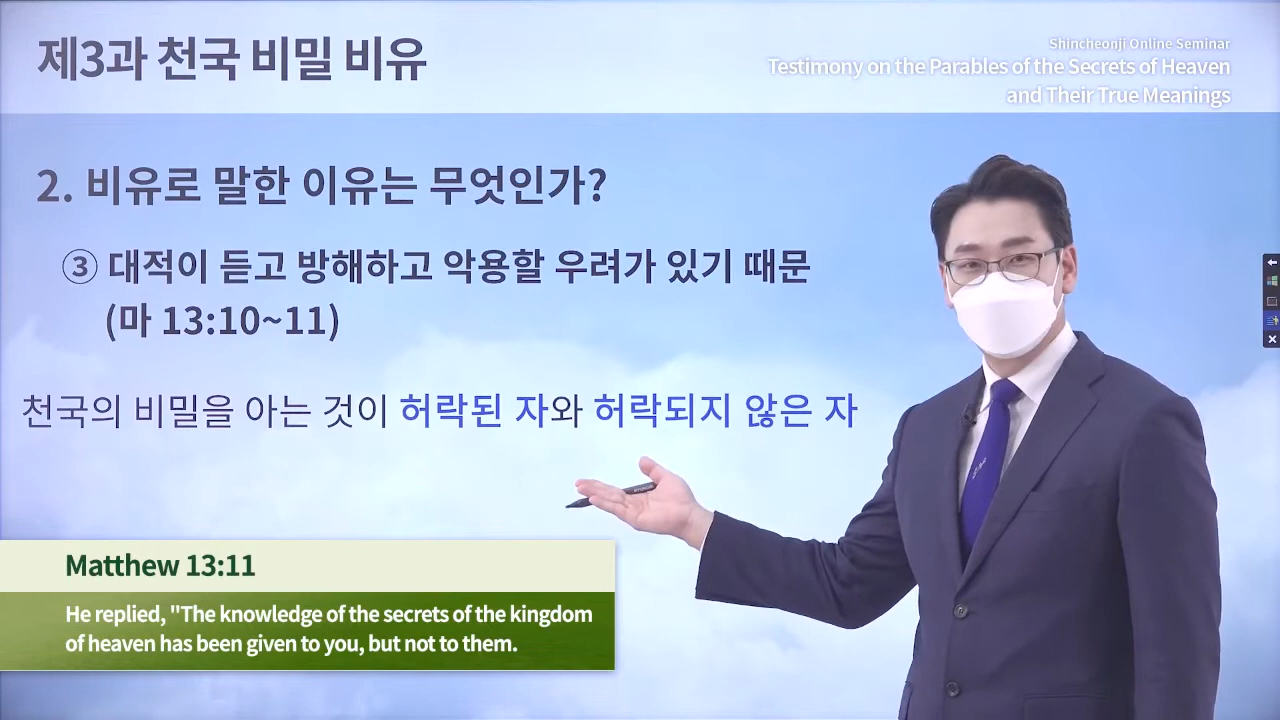 제3과 천국 비밀 비유
Shincheonji Online Seminar
Testimony on the Parables of the Secrets of Heaven
and Their True Meanings
2. 비유로 말한 이유는 무엇인가?
③ 대적이 듣고 방해하고 악용할 우려가 있기 때문
(마 13:10~11)
천국의 비밀을 아는 것이 허락된 자와 허락되지 않은 자
Matthew 13:11
He replied, "The knowledge of the secrets of the kingdom
of heaven has been given to you, but not to them.